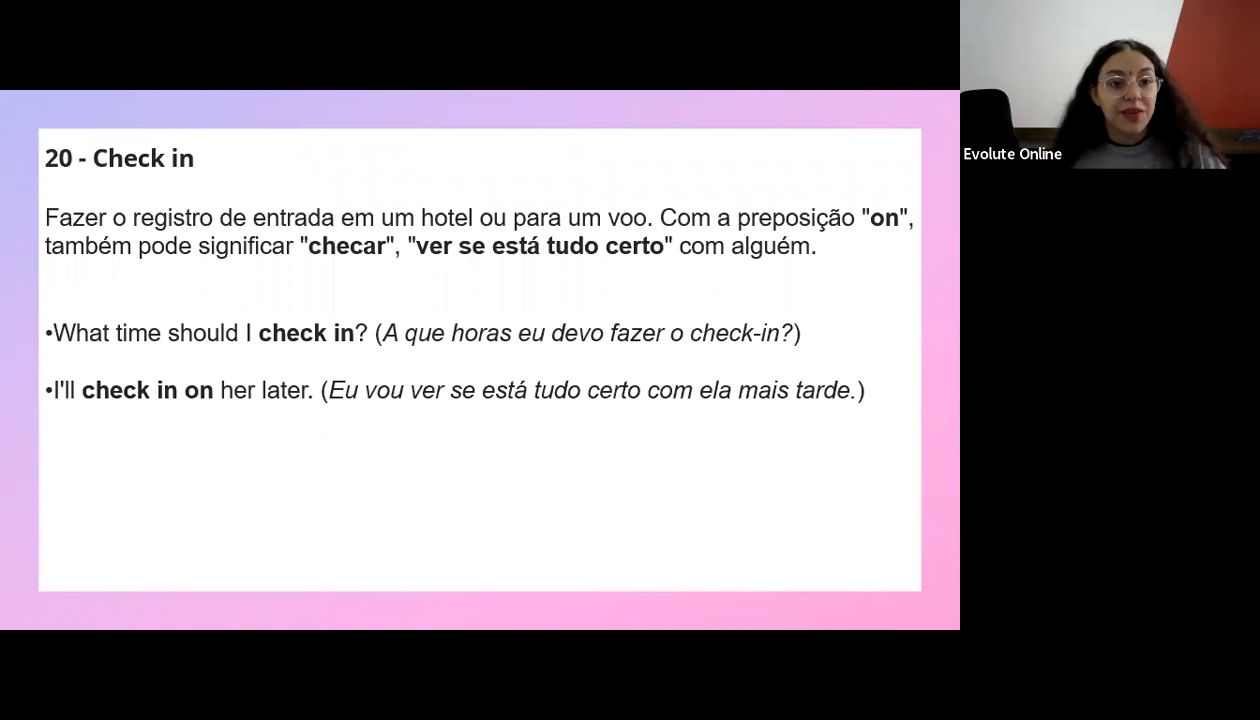 20 - Check in
Fazer o registro de entrada em um hotel ou para um voo. Com a preposição "on",
também pode significar "checar", "ver se está tudo certo" com alguém.
•What time should I check in? (A que horas eu devo fazer o check-in?)
•I'll check in on her later. (Eu vou ver se está tudo certo com ela mais tarde.)
Evolute Online